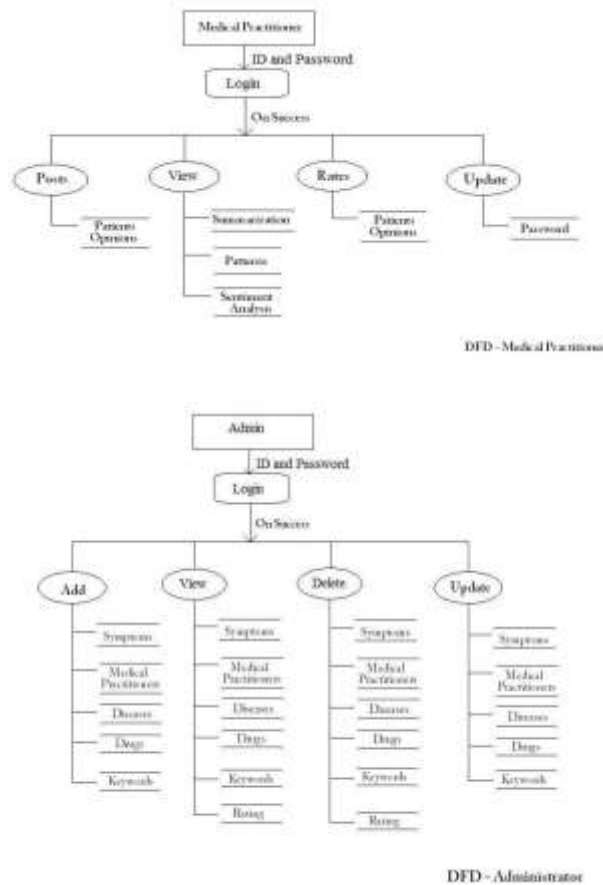 Medical Practitioner
ID and Password
Login
On Success
Posts
View
Rates
Update
Patients
Opinions
Summarization
Patterns
Sentiment
Analysis
Patients
Opinions
Password
DFD - Medical Practitioner
Admin
ID and Password
Login
On Success
Add
View
Delete
Update
Symptoms
Medical
Practitioners
Diseases
Drugs
Keywords
Symptoms
Medical
Practitioners
Diseases
Drugs
Keywords
Rating
Symptoms
Medical
Practitioners
Diseases
Drugs
Keywords
Rating
Symptoms
Medical
Practitioners
Diseases
Drugs
Keywords
DFD - Administrator